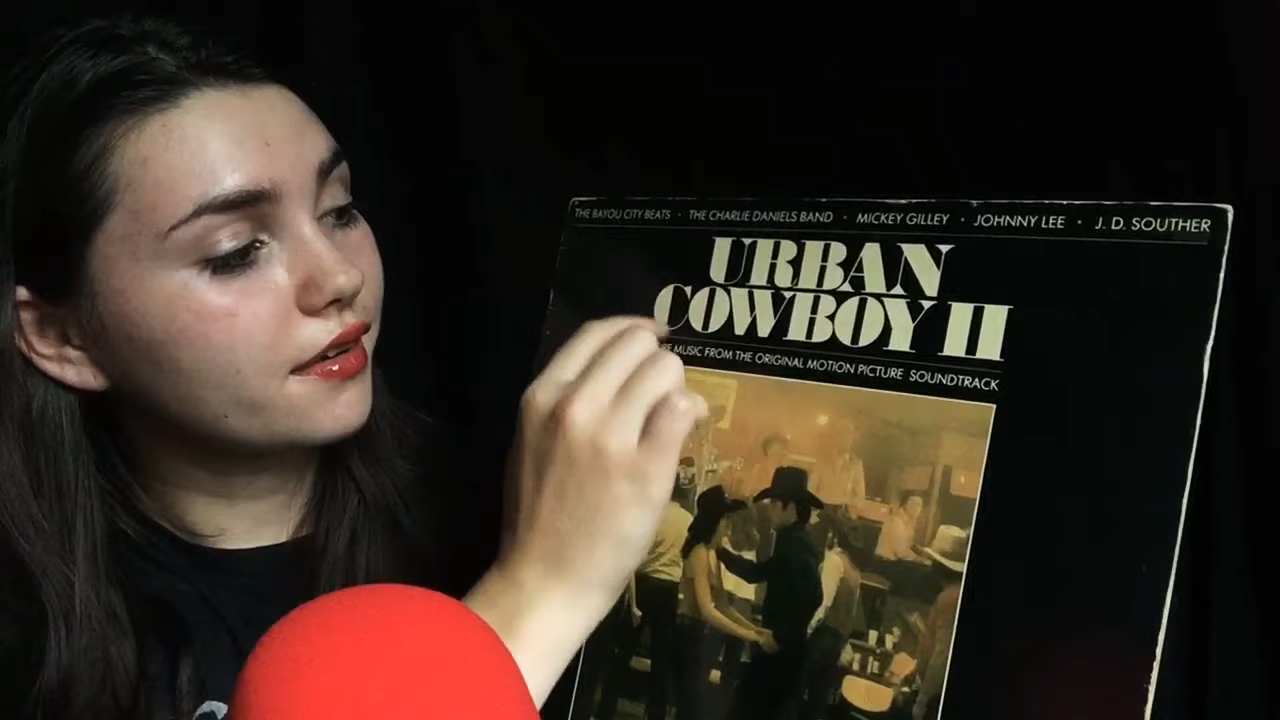 THE BAYOU CITY BEATS • THE CHARLIE DANIELS BAND • MICKEY GILLEY • JOHNNY LEE • J. D. SOUTHER
URBAN
COWBOY II
MUSIC FROM THE ORIGINAL MOTION PICTURE SOUNDTRACK